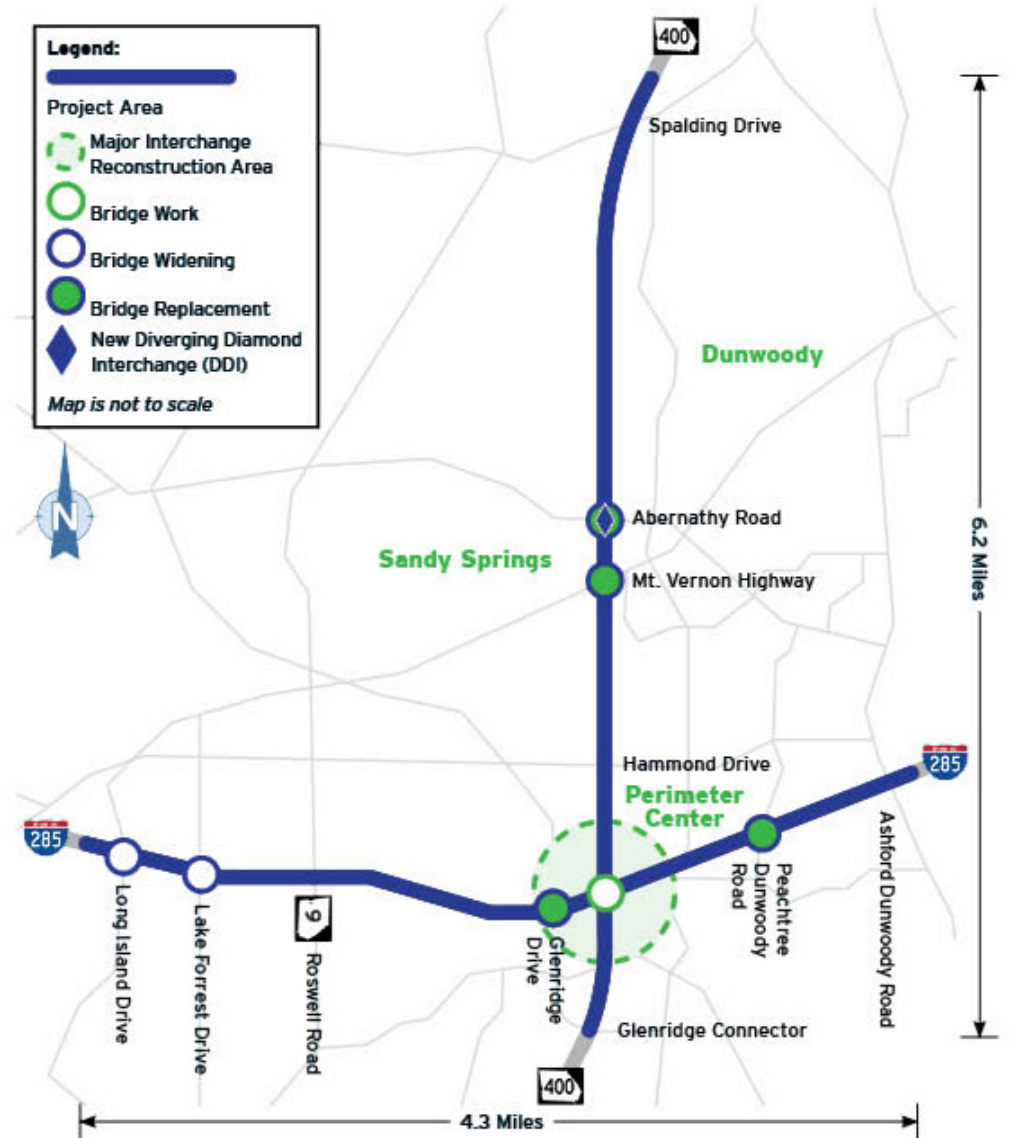 Legend:
Project Area
Major Interchange
Reconstruction Area
Bridge Work
Bridge Widening
Bridge Replacement
New Diverging Diamond
Interchange (DDI)
Map is not to scale
N
400
Spalding Drive
Dunwoody
Abernathy Road
Sandy Springs
Mt. Vernon Highway
6.2 Miles
Hammond Drive
Perimeter
Center
285
285
Long Island Drive
Lake Forrest Drive
9
Roswell Road
Glenridge
Drive
Peachtree
Dunwoody
Road
Ashford Dunwoody Road
Glenridge Connector
400
4.3 Miles